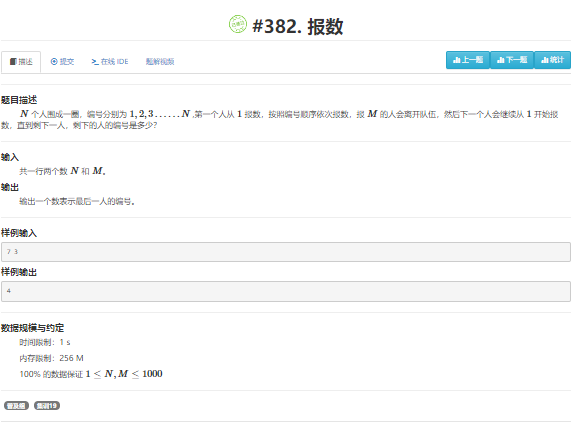 #382. 报数
描述
提交
在线 IDE
题解视频
上一题
下一题
统计
题目描述
N 个人围成一圈，编号分别为 1, 2, 3 . . . . . . N ,第一个人从 1 报数，按照编号顺序依次报数，报 M 的人会离开队伍，然后下一个人会继续从 1 开始报
数，直到剩下一人，剩下的人的编号是多少?
输入
共一行两个数 N 和 M。
输出
输出一个数表示最后一人的编号。
样例输入
7 3
样例输出
4
数据规模与约定
时间限制：1 s
内存限制：256 M
100% 的数据保证 1 ≤ N, M ≤ 1000